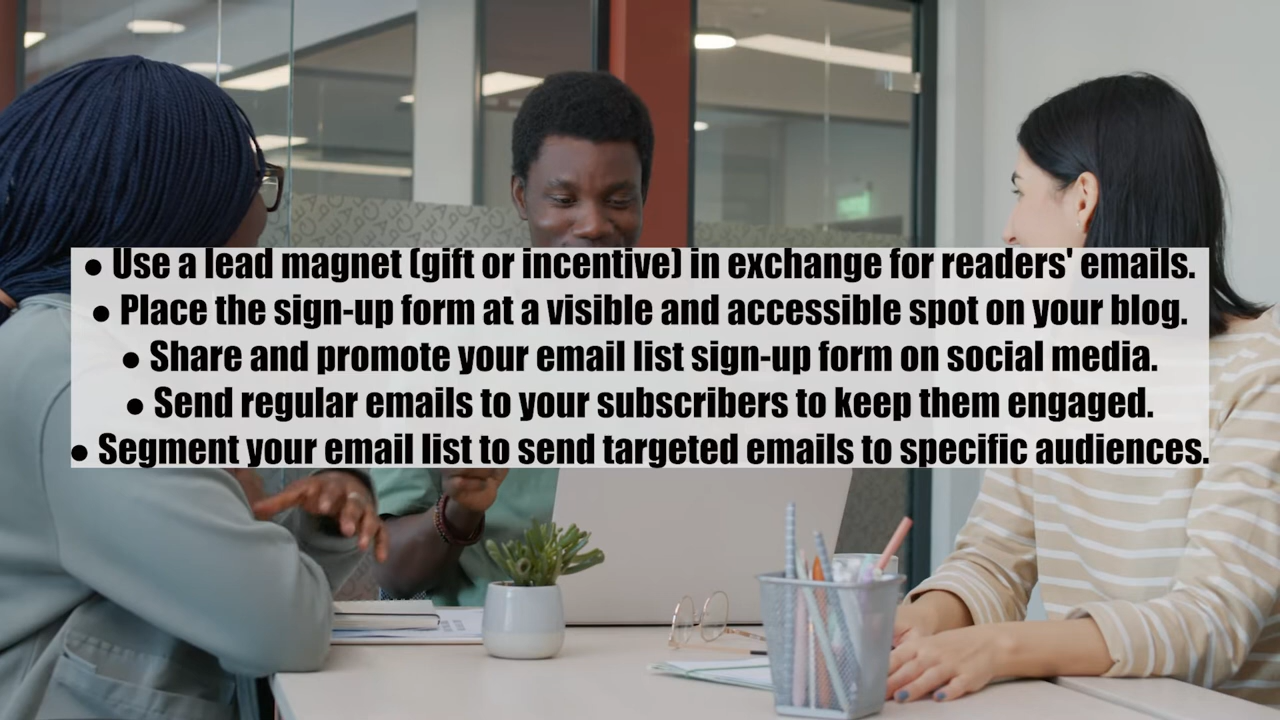 ● Use a lead magnet (gift or incentive) in exchange for readers' emails.
● Place the sign-up form at a visible and accessible spot on your blog.
● Share and promote your email list sign-up form on social media.
● Send regular emails to your subscribers to keep them engaged.
● Segment your email list to send targeted emails to specific audiences.